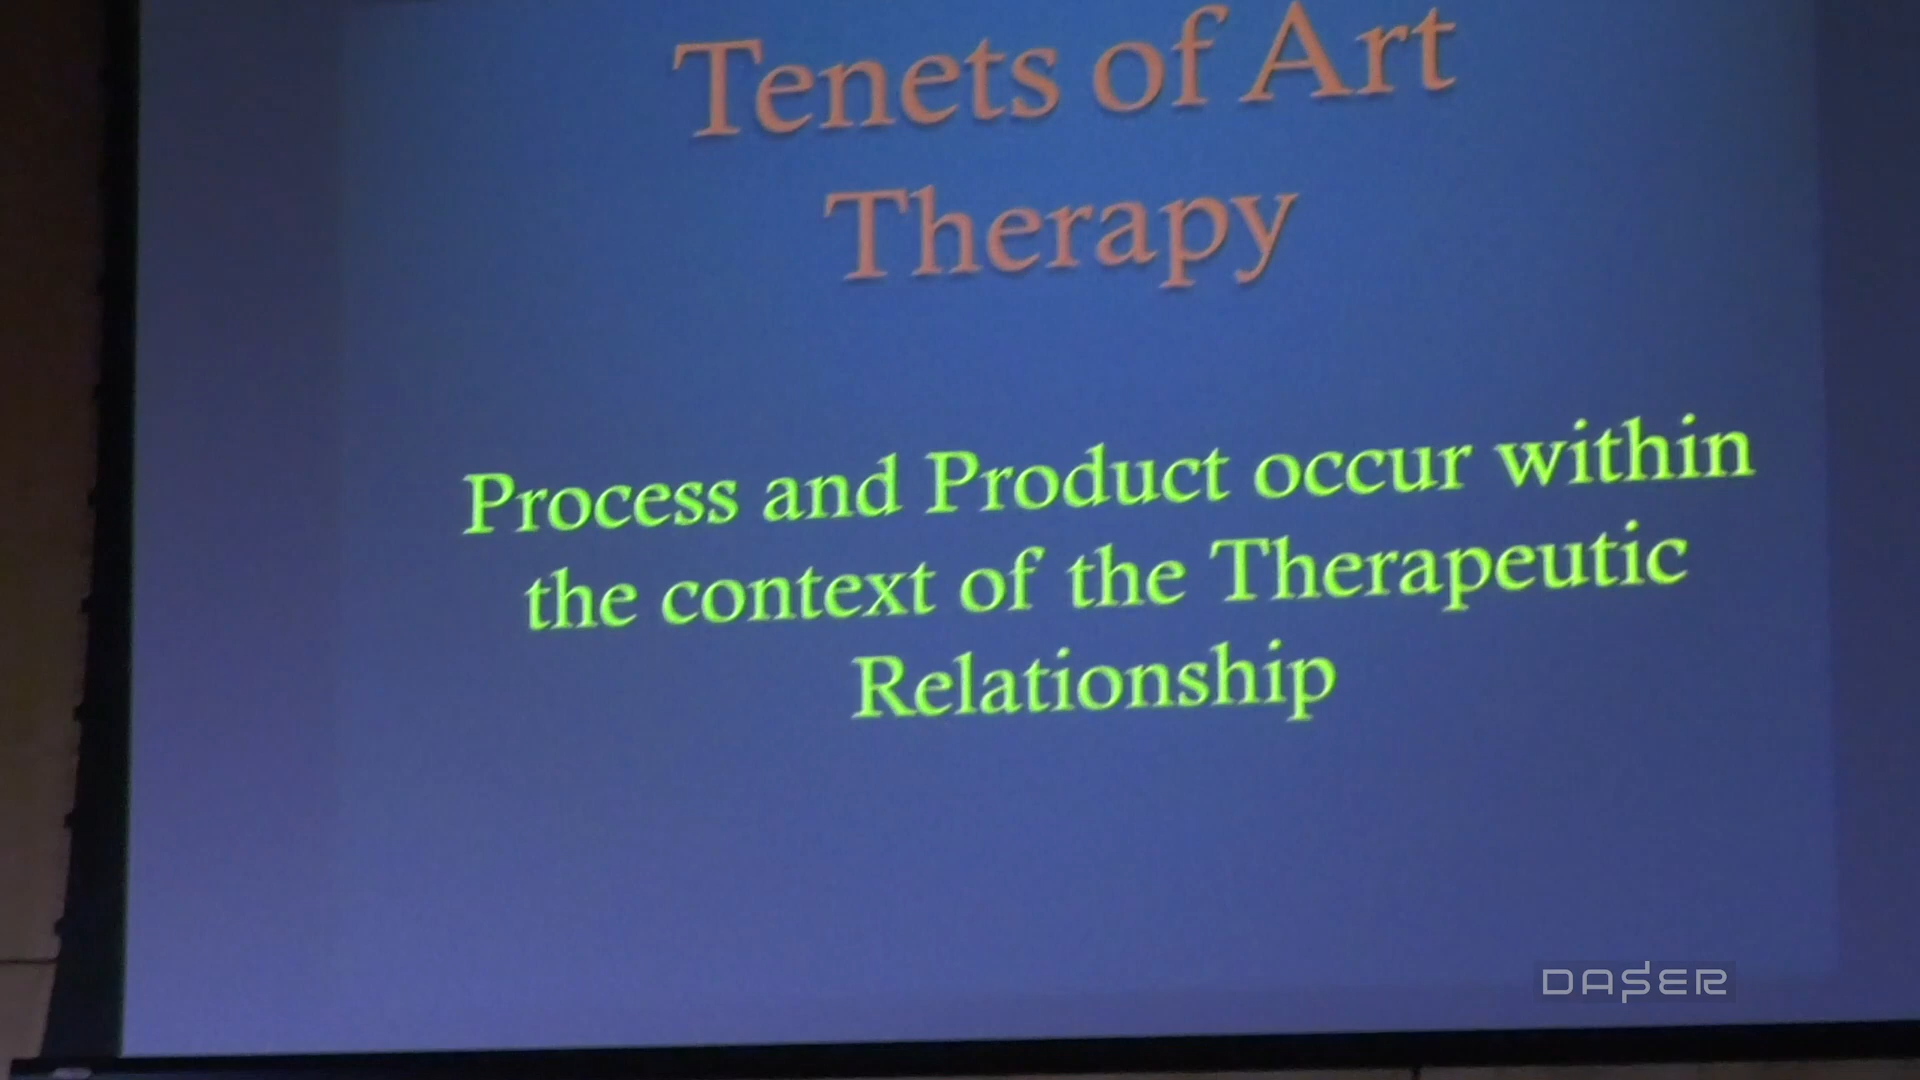 Tenets of Art
Therapy
Process and Product occur within
the context of the Therapeutic
Relationship
DASER